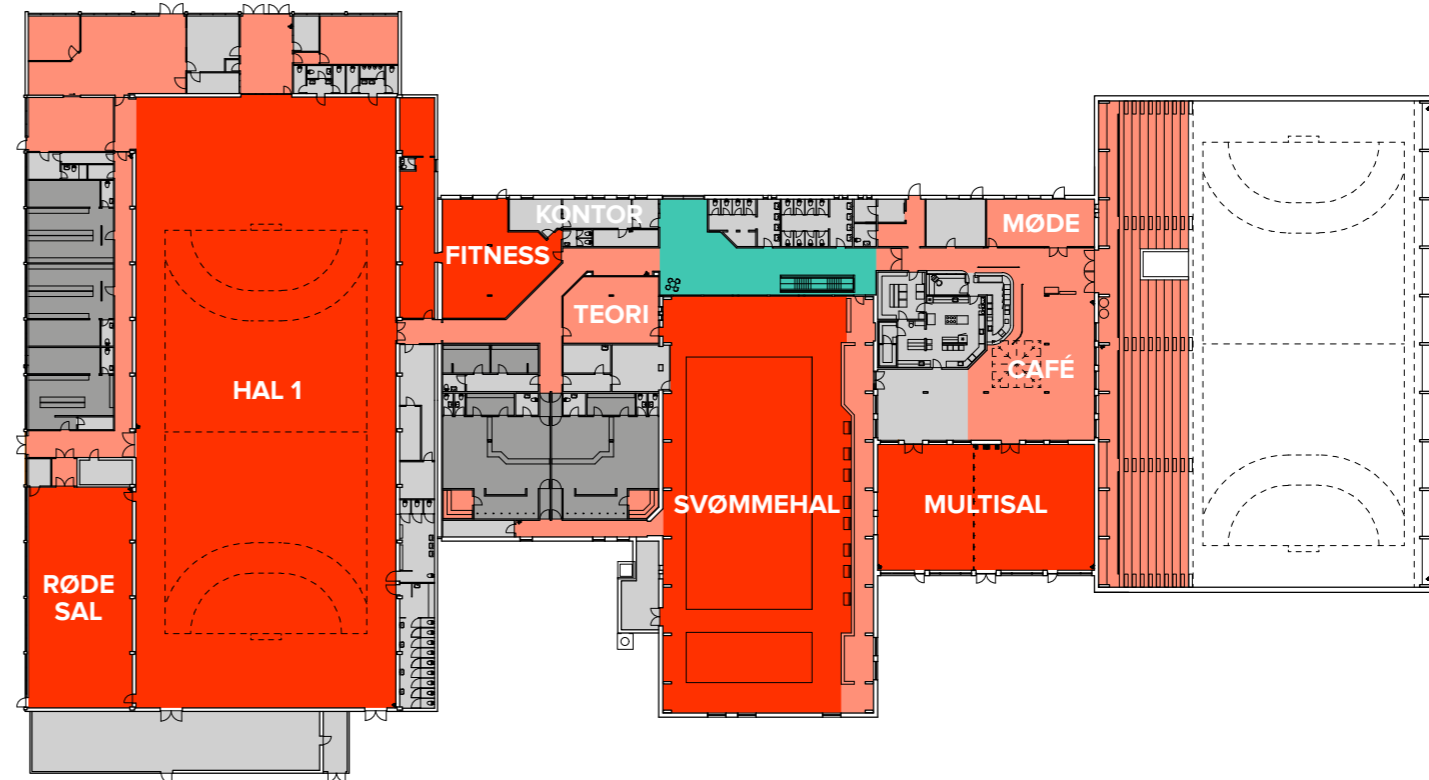 KONTOR
MØDE
FITNESS
TEORI
CAFÉ
HAL 1
SVØMMEHAL
MULTISAL
RØDE
SAL